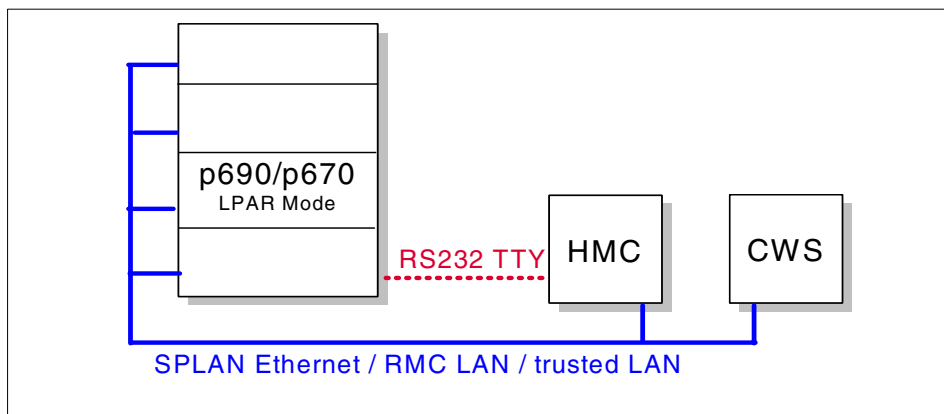 p690/p670
LPAR Mode
RS232 TTY
HMC
CWS
SPLAN Ethernet / RMC LAN / trusted LAN